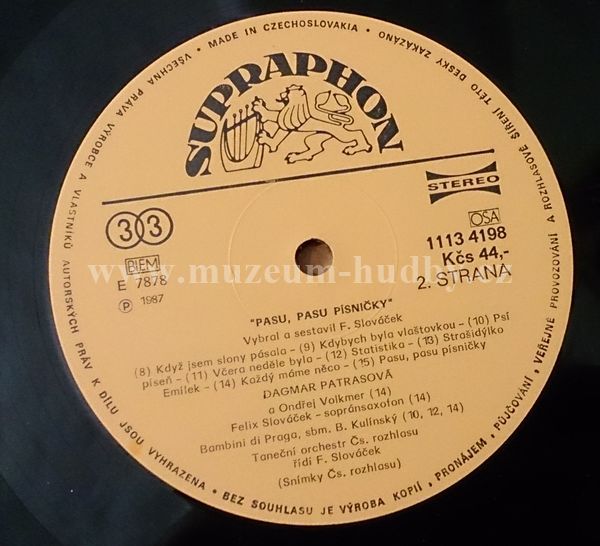 VŠECHNA PRÁVA VÝROBCE A VLASTNÍKŮ AUTORSKÝCH PRÁV K DÍLU JSOU VYHRAZENA • BEZ SOUHLASU JE VÝROBA KOPIÍ, PRONÁJEM, PŮJČOVÁNÍ, VEŘEJNÉ PROVOZOVÁNÍ A ROZHLASOVÉ ŠÍŘENÍ TÉTO DESKY ZAKÁZÁNO • MADE IN CZECHOSLOVAKIA •
SUPRAPHON
STEREO
33
BIEM
E 7878
Ⓟ 1987
OSA
1113 4198
Kčs 44,-
2. STRANA
www.muzeum-hudby.cz
"PASU, PASU PÍSNIČKY"
Vybral a sestavil F. Slováček
(8) Když jsem slony pásala – (9) Kdybych byla vlaštovkou – (10) Psí
píseň – (11) Včera neděle byla – (12) Statistika – (13) Strašidýlko
Emílek – (14) Každý máme něco – (15) Pasu, pasu písničky
DAGMAR PATRASOVÁ
a Ondřej Volkmer (14)
Felix Slováček - sopránsaxofon (14)
Bambini di Praga, sbm. B. Kulínský (10, 12, 14)
Taneční orchestr Čs. rozhlasu
řídí F. Slováček
(Snímky Čs. rozhlasu)